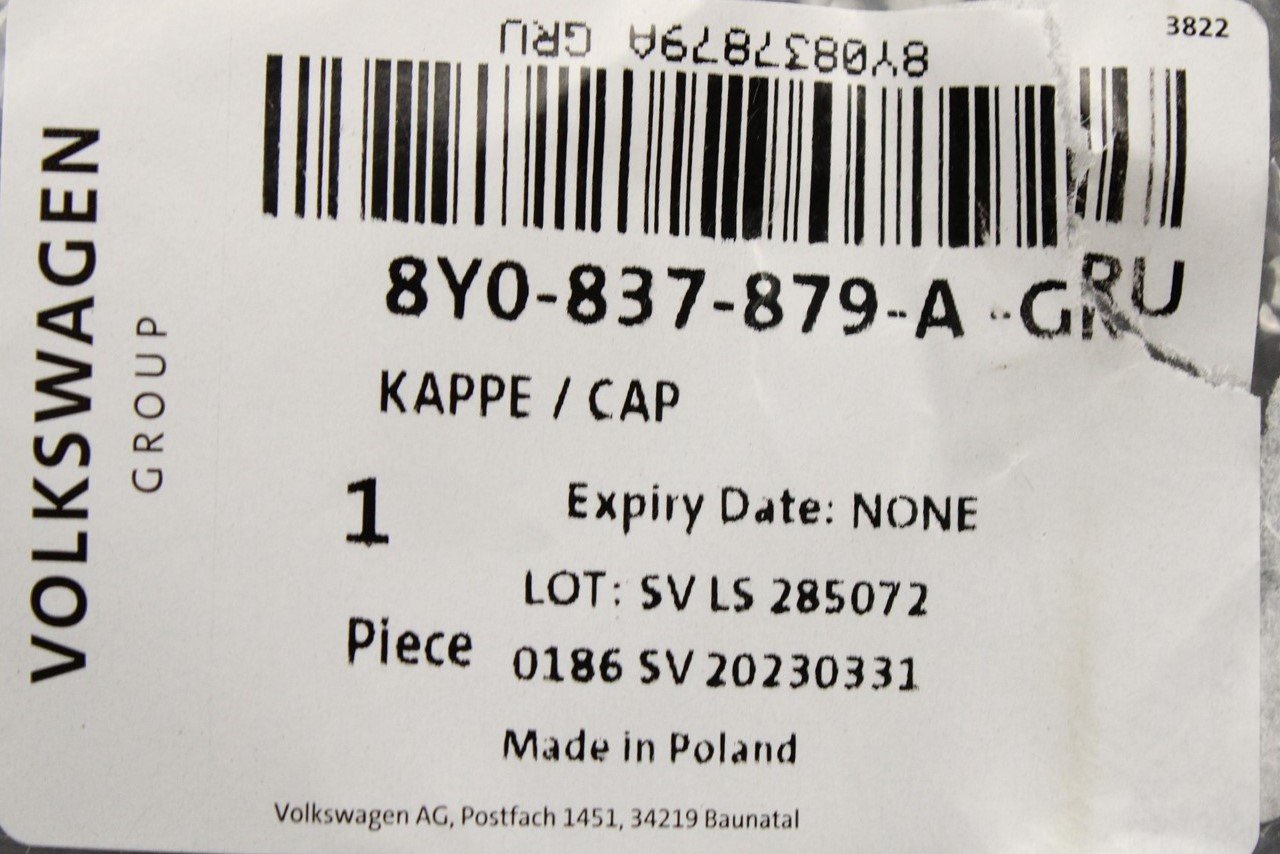 3822
8Y0837879A GRU
8Y0-837-879-A --GRU
KAPPE / CAP
1
Expiry Date: NONE
LOT: SV LS 285072
Piece
0186 SV 20230331
Made in Poland
Volkswagen AG, Postfach 1451, 34219 Baunatal
VOLKSWAGEN
GROUP